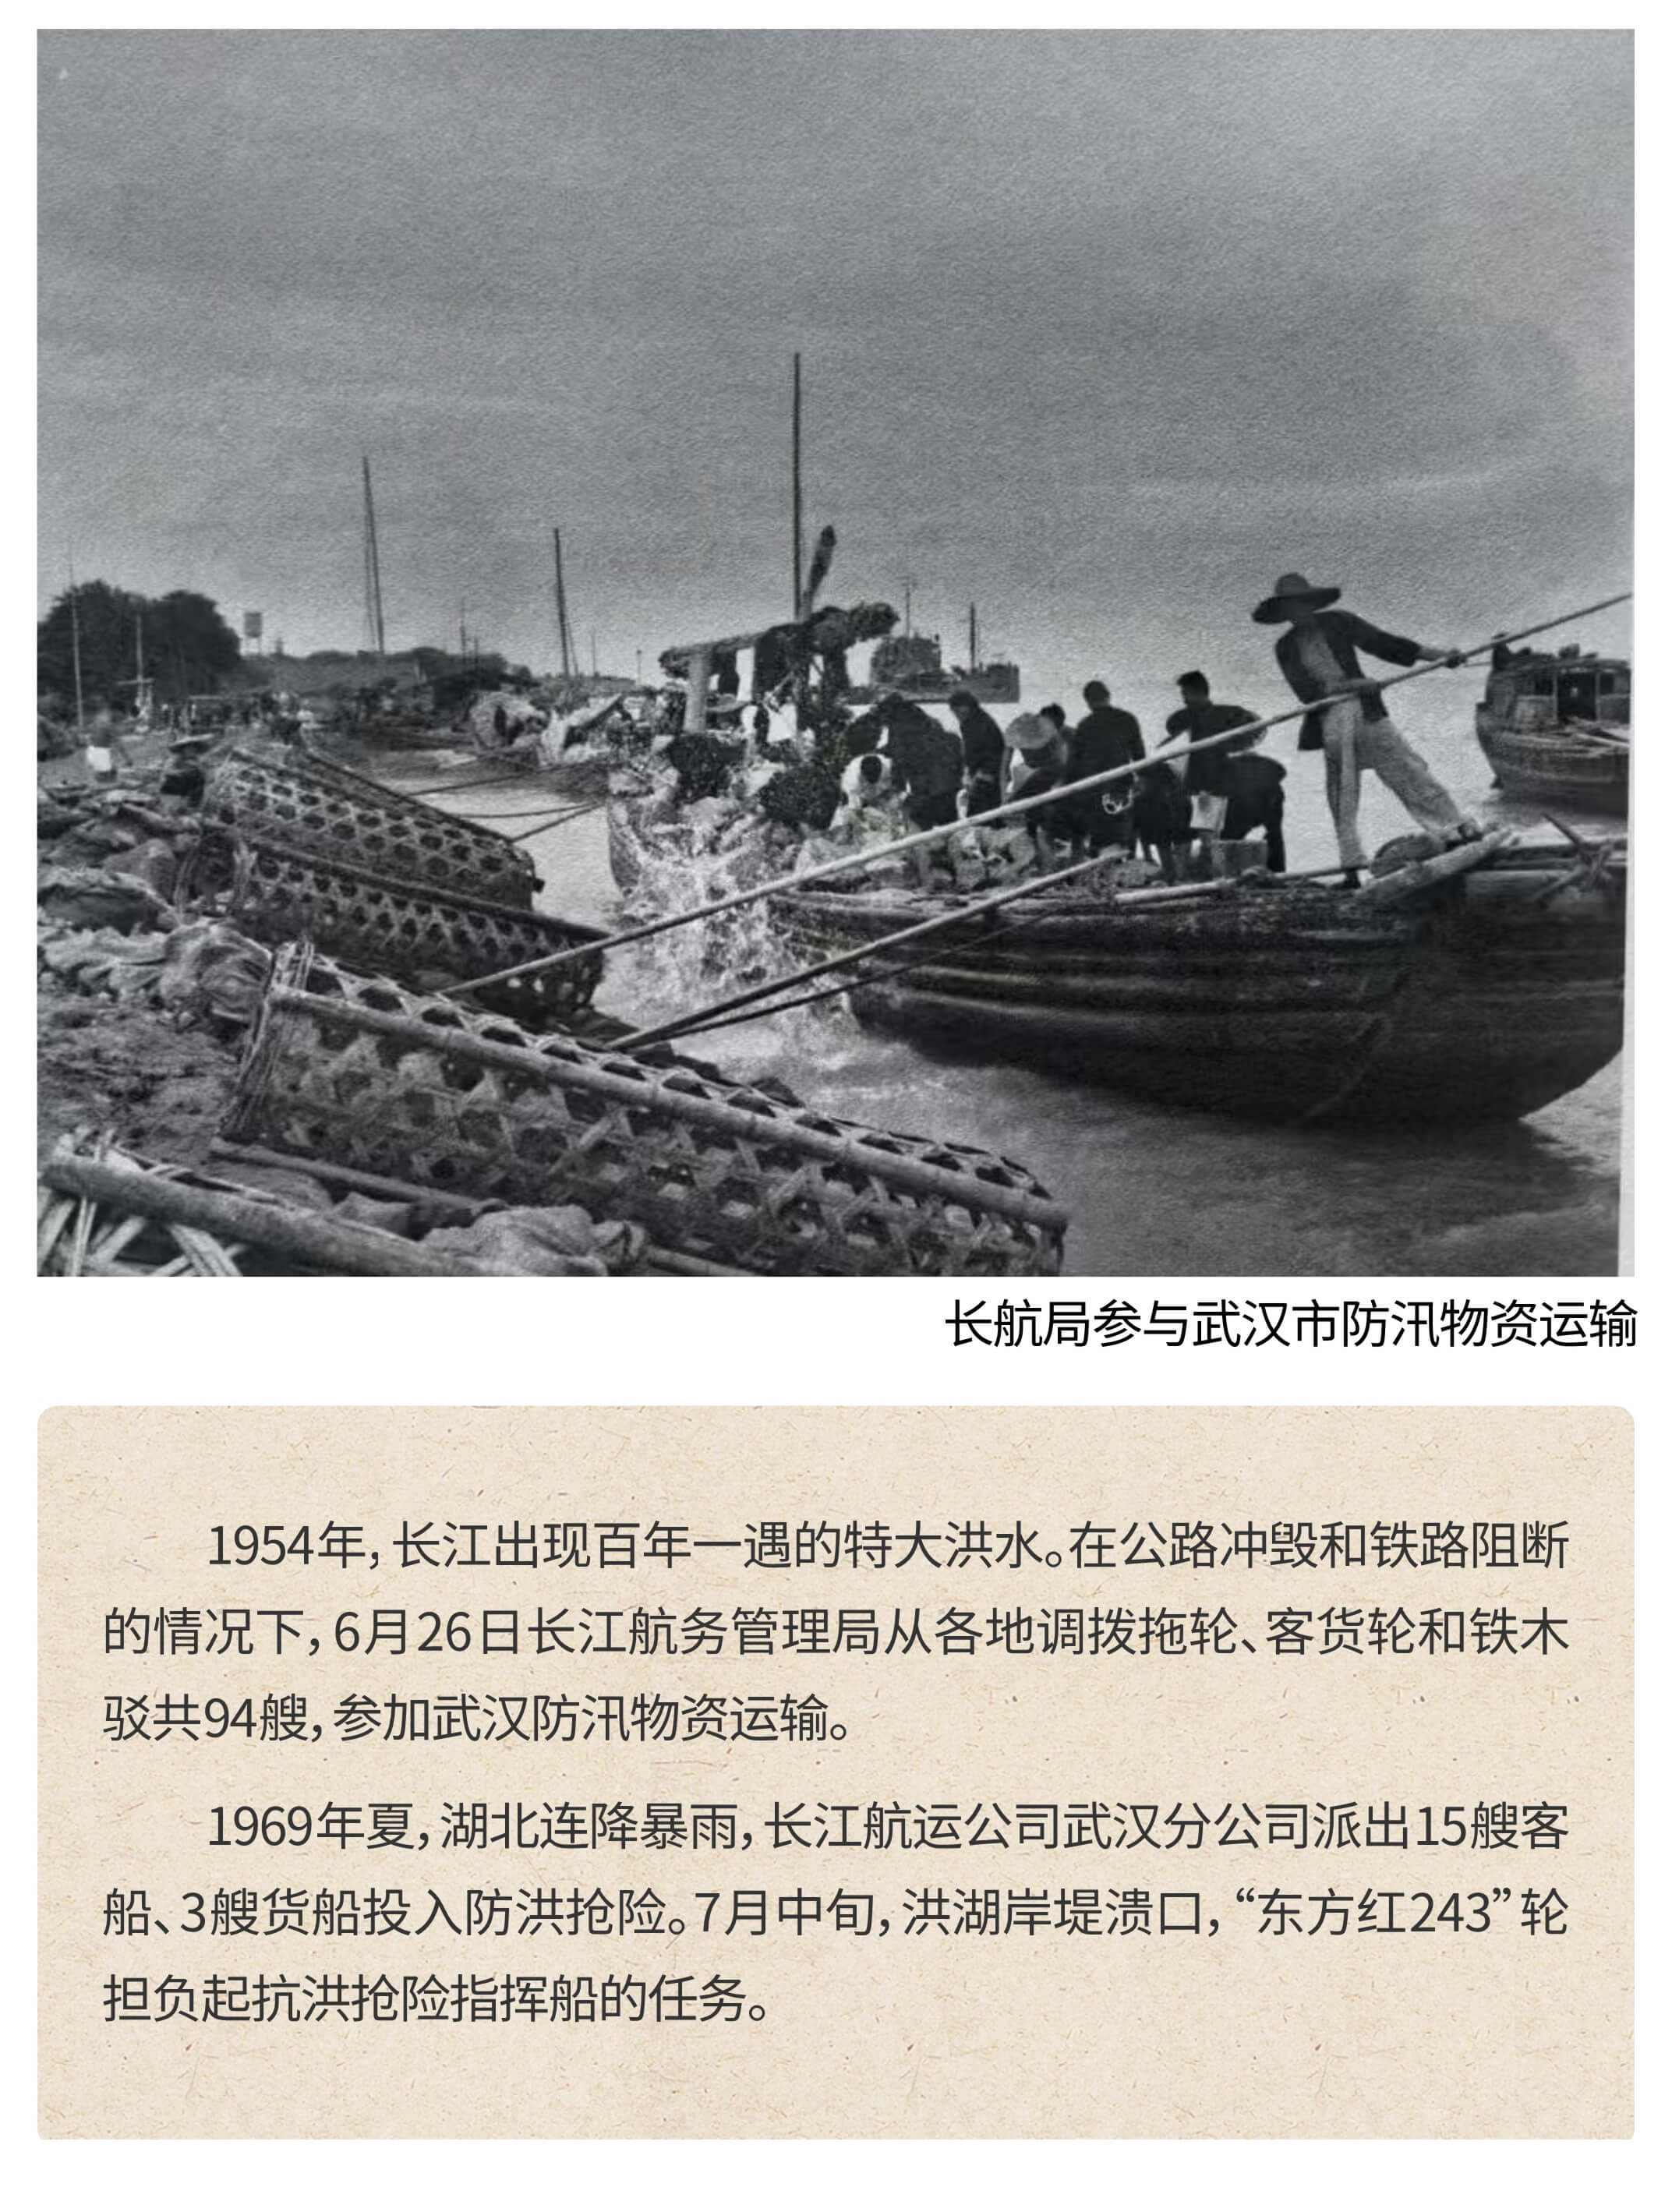 长航局参与武汉市防汛物资运输
1954年，长江出现百年一遇的特大洪水。在公路冲毁和铁路阻断
的情况下，6月26日长江航务管理局从各地调拨拖轮、客货轮和铁木
驳共94艘，参加武汉防汛物资运输。
1969年夏，湖北连降暴雨，长江航运公司武汉分公司派出15艘客
船、3艘货船投入防洪抢险。7月中旬，洪湖岸堤溃口，“东方红243”轮
担负起抗洪抢险指挥船的任务。